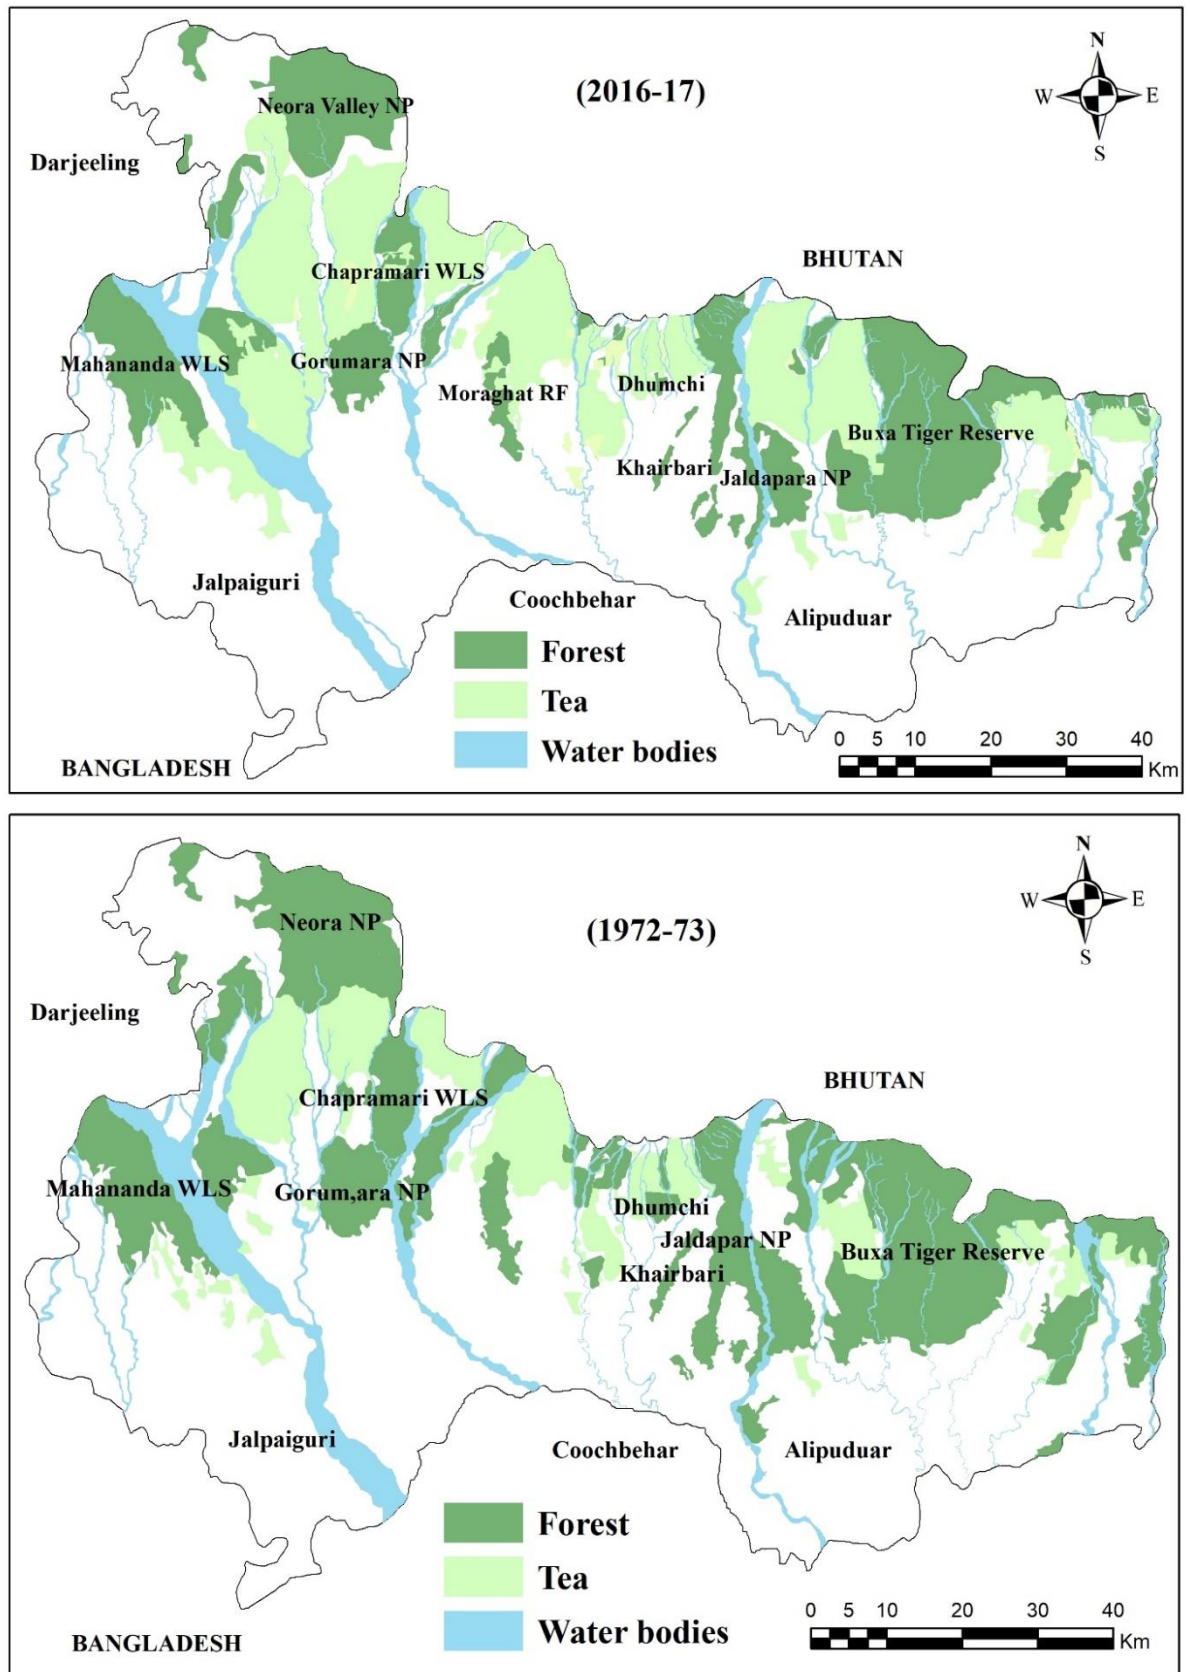 N
(2016-17)
W E
S
Neora Valley NP
Darjeeling
BHUTAN
Chapramari WLS
Mahananda WLS
Gorumara NP
Moraghat RF
Dhumchi
Buxa Tiger Reserve
Khairbari
Jaldapara NP
Jalpaiguri
Coochbehar
Alipuduar
Forest
Tea
Water bodies
BANGLADESH
0 5 10 20 30 40
Km
N
(1972-73)
W E
S
Neora NP
Darjeeling
BHUTAN
Chapramari WLS
Mahananda WLS
Gorum,ara NP
Dhumchi
Jaldapar NP
Buxa Tiger Reserve
Khairbari
Jalpaiguri
Coochbehar
Alipuduar
Forest
Tea
Water bodies
BANGLADESH
0 5 10 20 30 40
Km